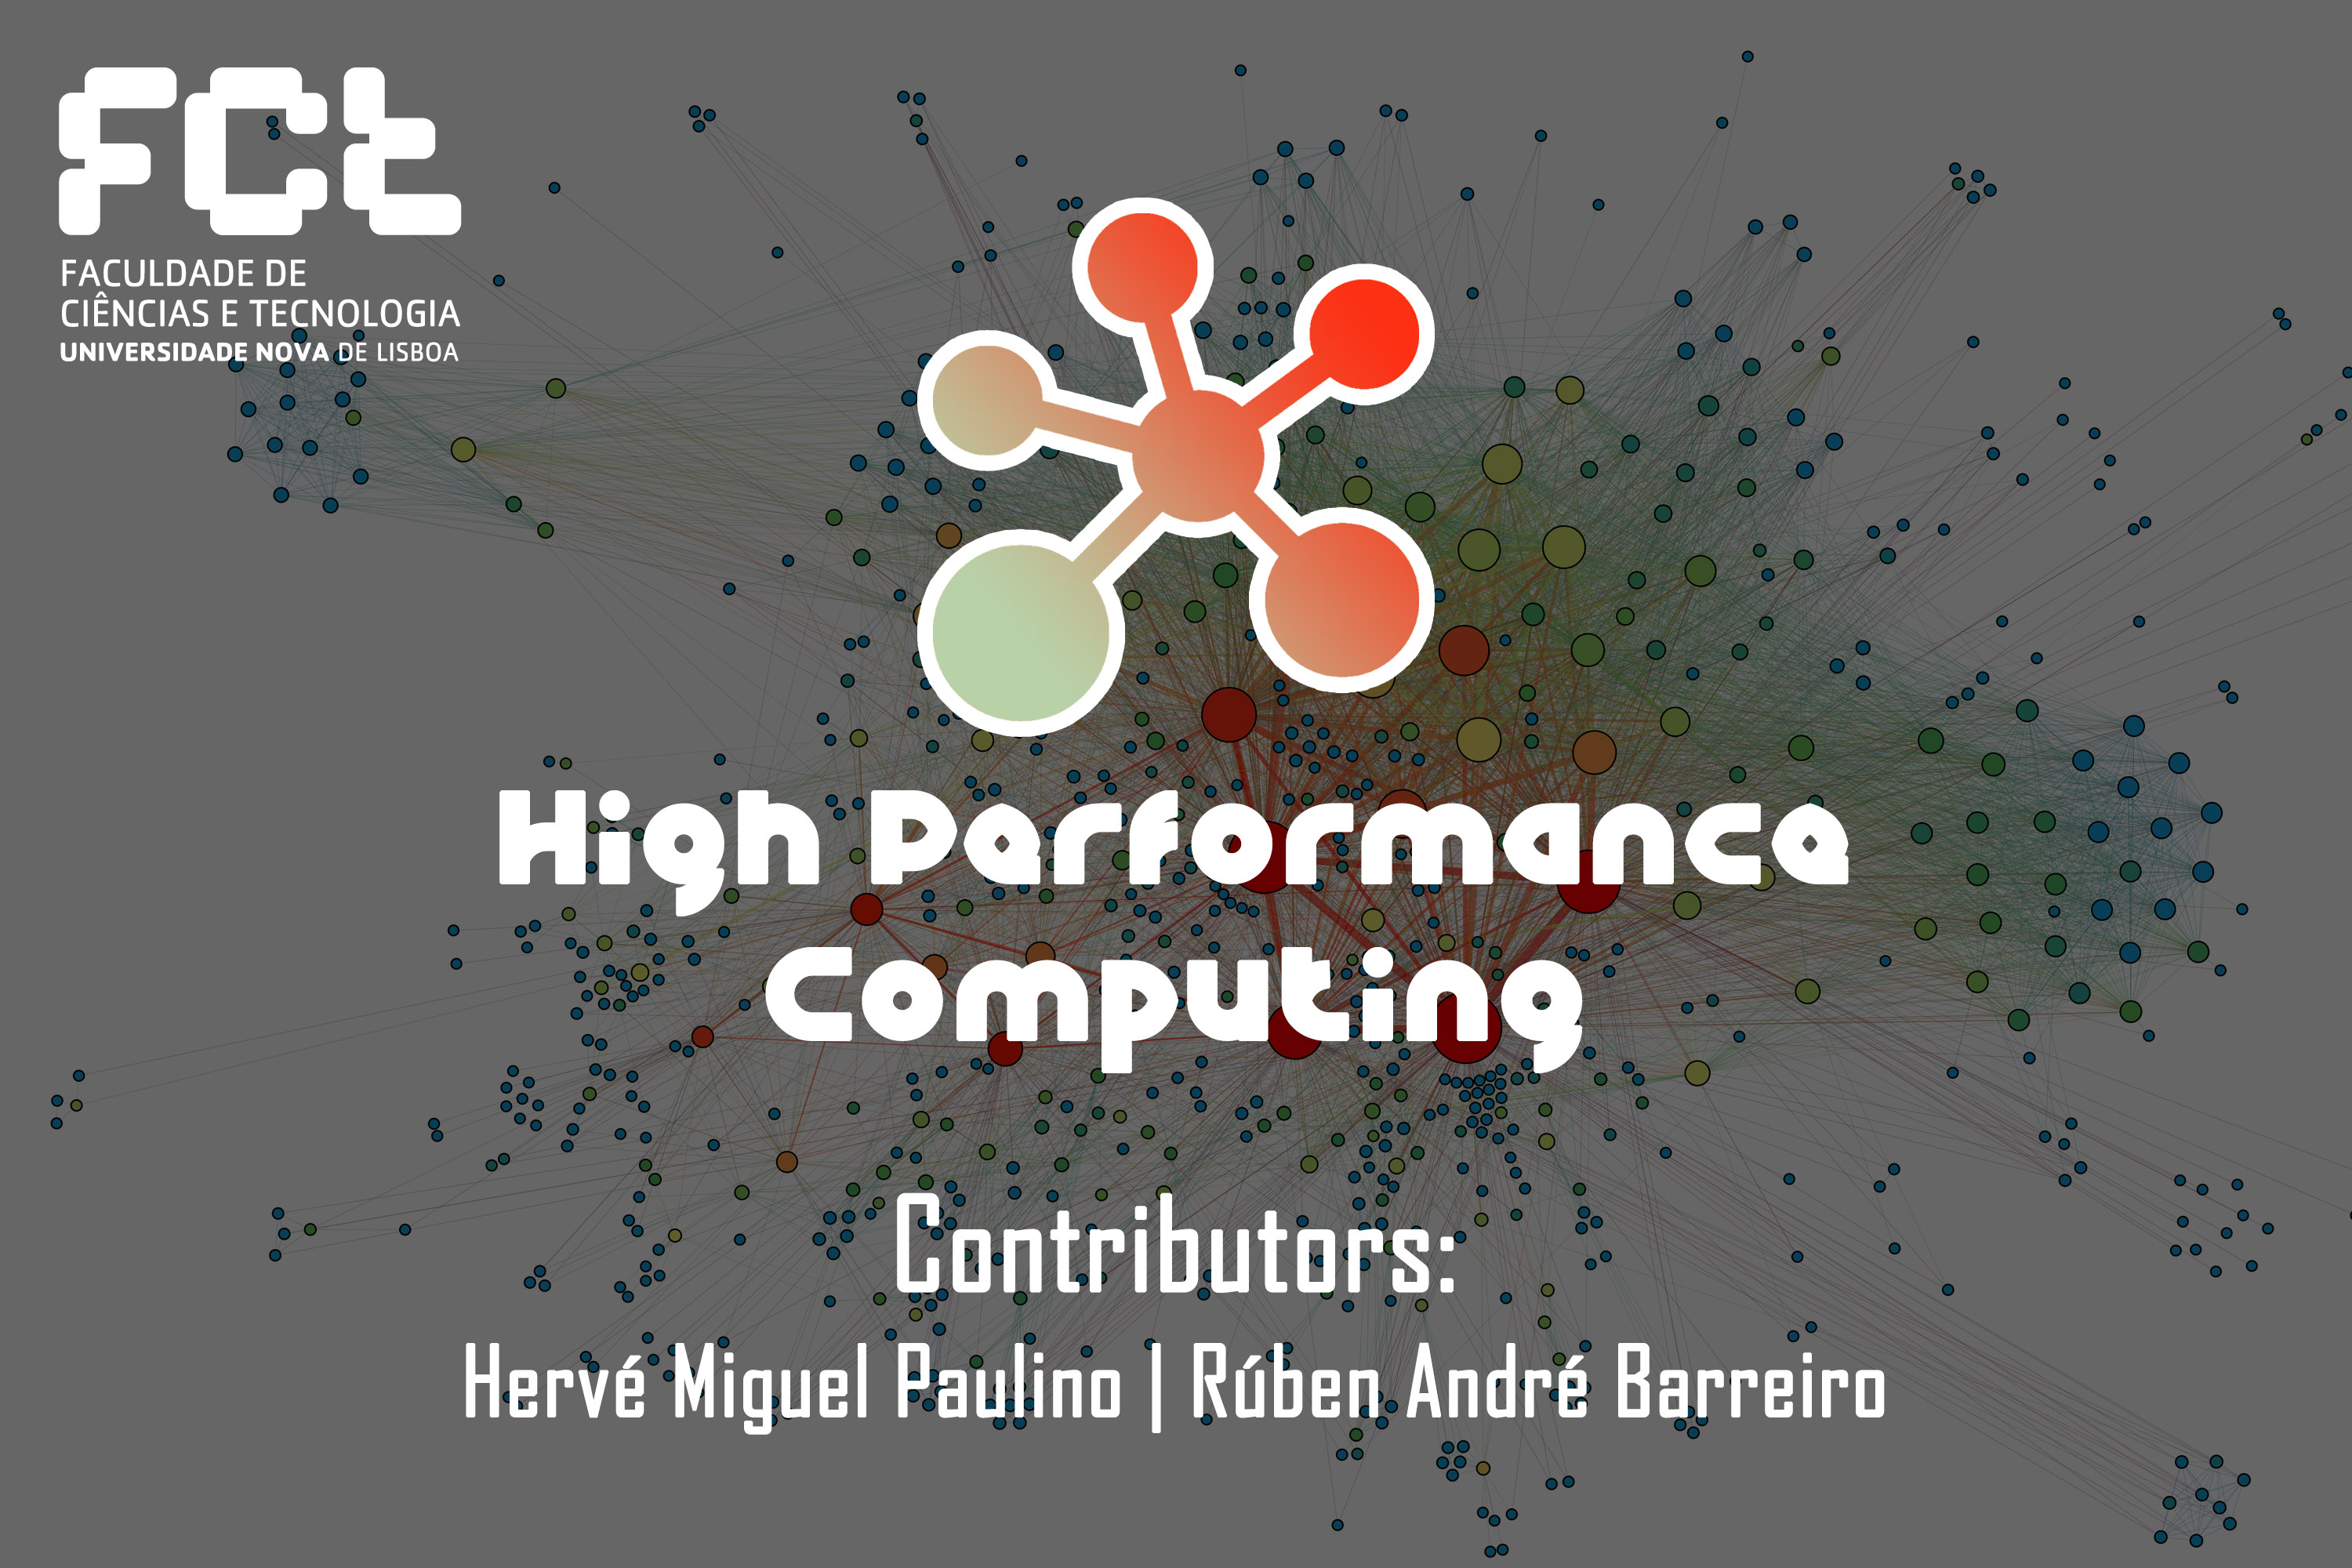 FCt
FACULDADE DE
CIÊNCIAS E TECNOLOGIA
UNIVERSIDADE NOVA DE LISBOA
High Performance
Computing
Contributors:
Hervé Miguel Paulino | Rúben André Barreiro